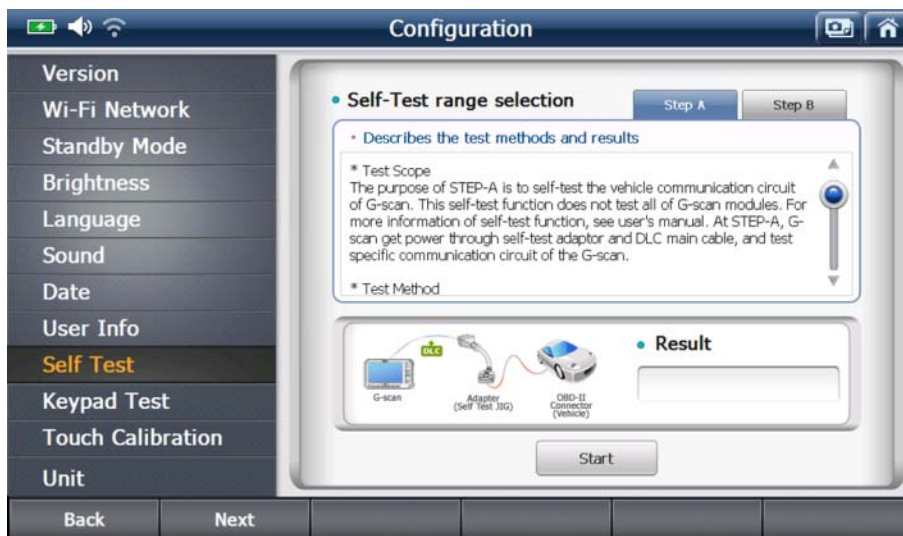 Configuration
Version
Wi-Fi Network
Standby Mode
Brightness
Language
Sound
Date
User Info
Self Test
Keypad Test
Touch Calibration
Unit
• Self-Test range selection
Step A
Step B
* Describes the test methods and results
* Test Scope
The purpose of STEP-A is to self-test the vehicle communication circuit
of G-scan. This self-test function does not test all of G-scan modules. For
more information of self-test function, see user's manual. At STEP-A, G-
scan get power through self-test adaptor and DLC main cable, and test
specific communication circuit of the G-scan.
* Test Method
DLC
G-scan
Adapter
(Self Test JIG)
OBD-II
Connector
(Vehicle)
• Result
Start
Back
Next